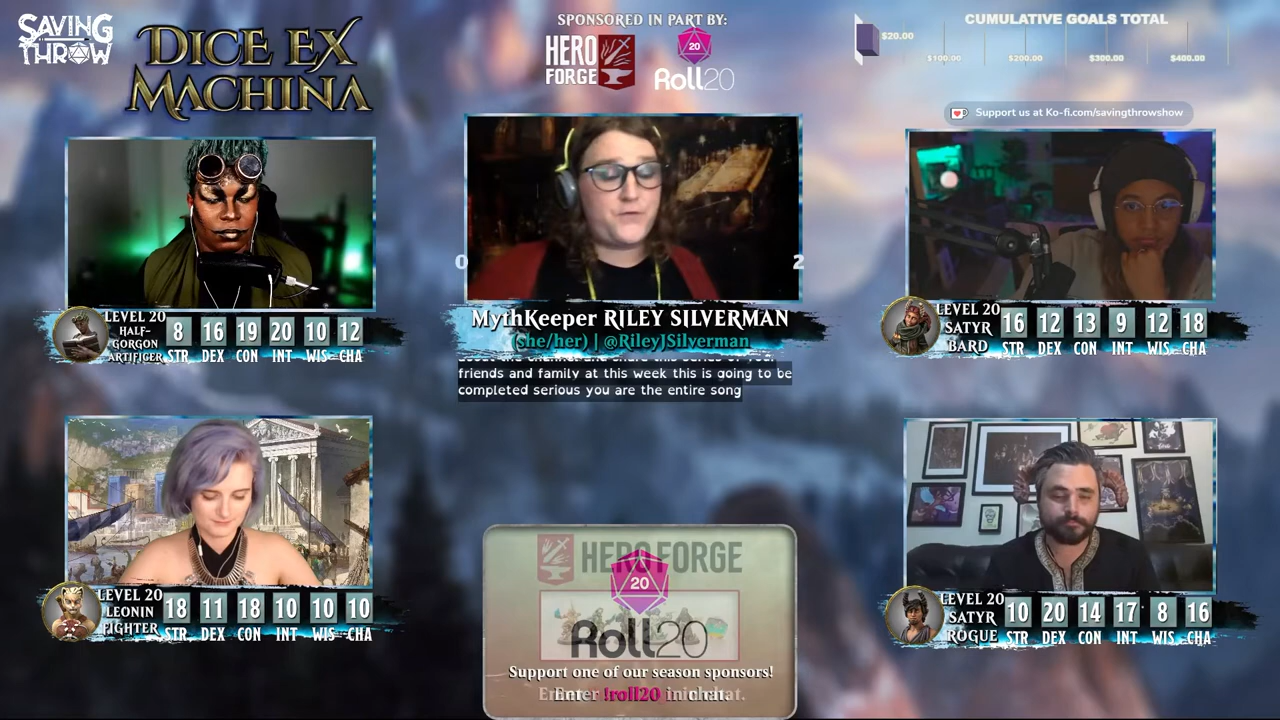 SAVING
THROW
DICE EX
MACHINA
SPONSORED IN PART BY:
HERO
FORGE
20
Roll20
CUMULATIVE GOALS TOTAL
$20.00
$100.00 $200.00 $300.00 $400.00
Support us at Ko-fi.com/savingthrowshow
0 2
LEVEL 20
HALF-
GORGON
ARTIFICER
8 16 19 20 10 12
STR DEX CON INT WIS CHA
MythKeeper RILEY SILVERMAN
(she/her) | @RileyJSilverman
friends and family at this week this is going to be
completed serious you are the entire song
LEVEL 20
SATYR
BARD
16 12 13 9 12 18
STR DEX CON INT WIS CHA
LEVEL 20
LEONIN
FIGHTER
18 11 18 10 10 10
STR DEX CON INT WIS CHA
HERO FORGE
20
Roll20
Support one of our season sponsors!
Enter !roll20 in chat.
LEVEL 20
SATYR
ROGUE
10 20 14 17 8 16
STR DEX CON INT WIS CHA